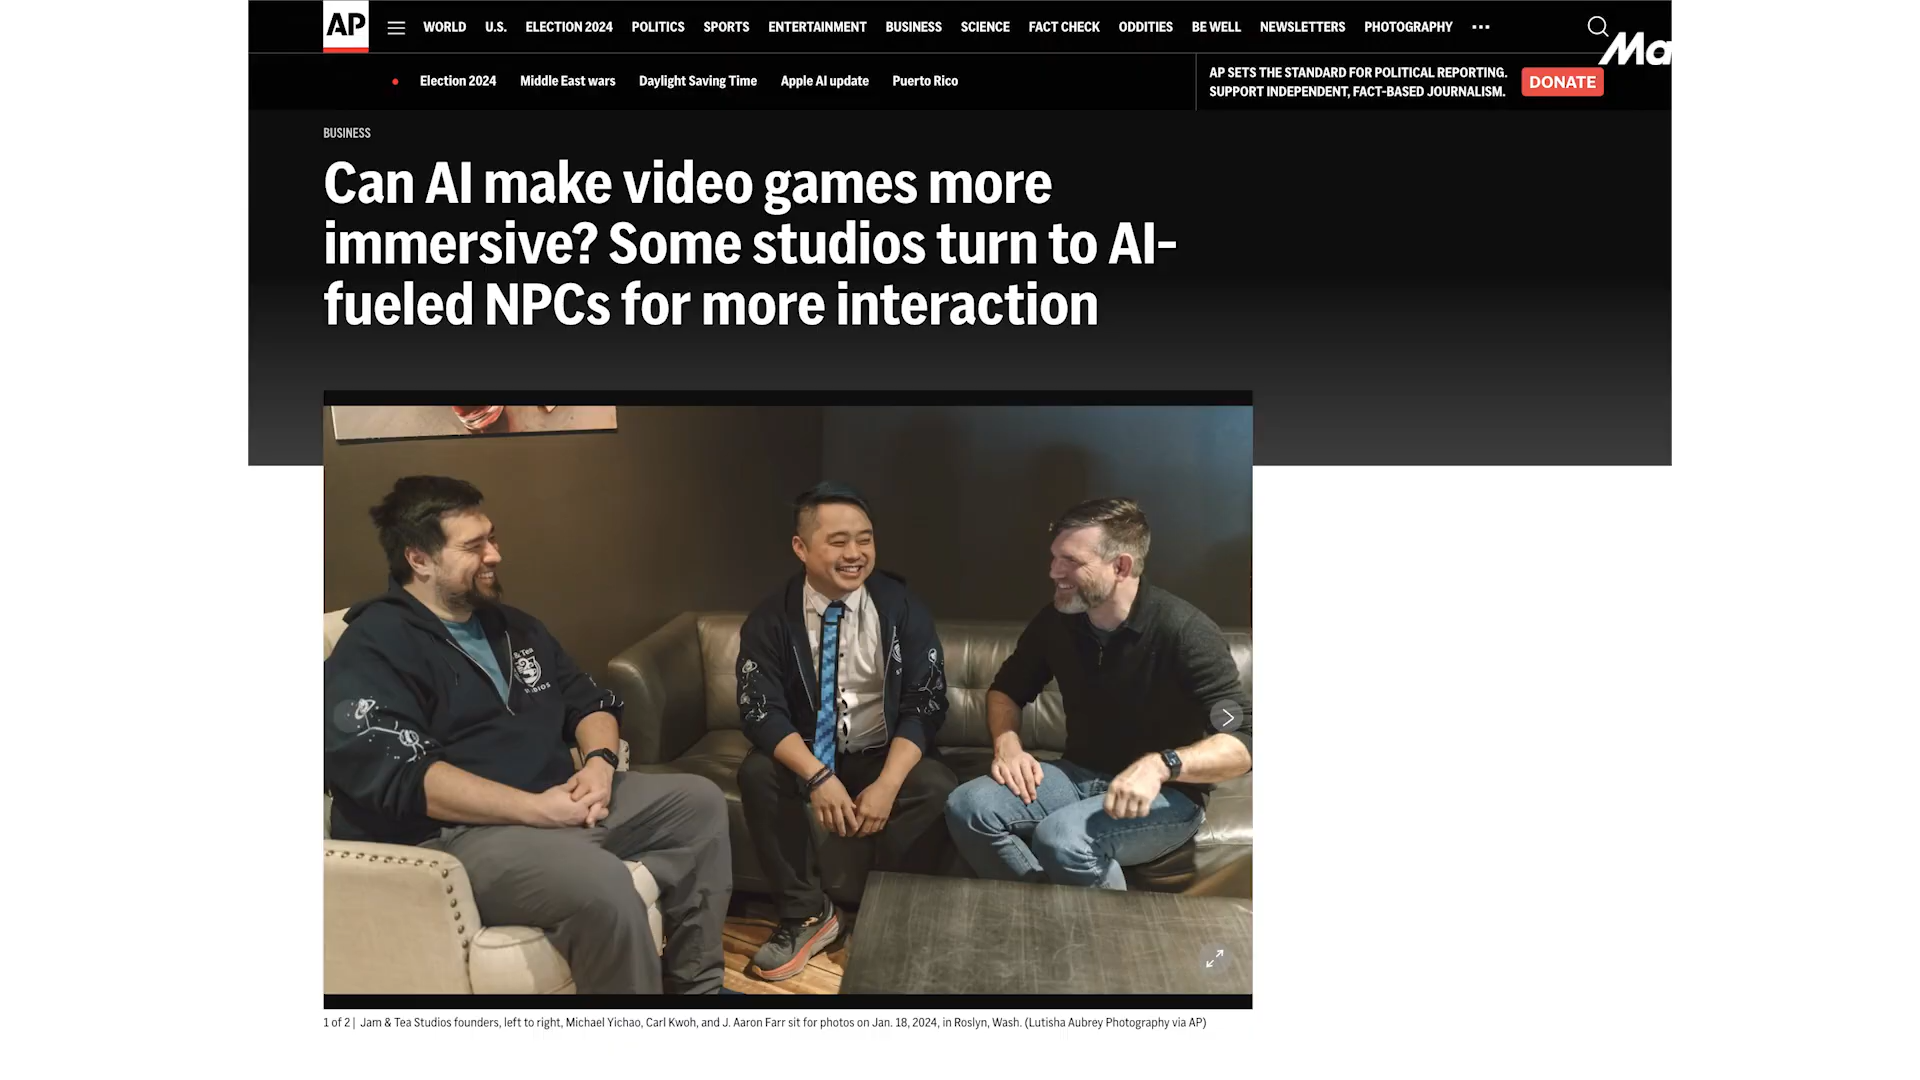 AP
WORLD U.S. ELECTION 2024 POLITICS SPORTS ENTERTAINMENT BUSINESS SCIENCE FACT CHECK ODDITIES BE WELL NEWSLETTERS PHOTOGRAPHY
Ma
Election 2024 Middle East wars Daylight Saving Time Apple AI update Puerto Rico
AP SETS THE STANDARD FOR POLITICAL REPORTING.
SUPPORT INDEPENDENT, FACT-BASED JOURNALISM.
DONATE
BUSINESS
Can AI make video games more
immersive? Some studios turn to AI-
fueled NPCs for more interaction
1 of 2 | Jam & Tea Studios founders, left to right, Michael Yichao, Carl Kwoh, and J. Aaron Farr sit for photos on Jan. 18, 2024, in Roslyn, Wash. (Lutisha Aubrey Photography via AP)